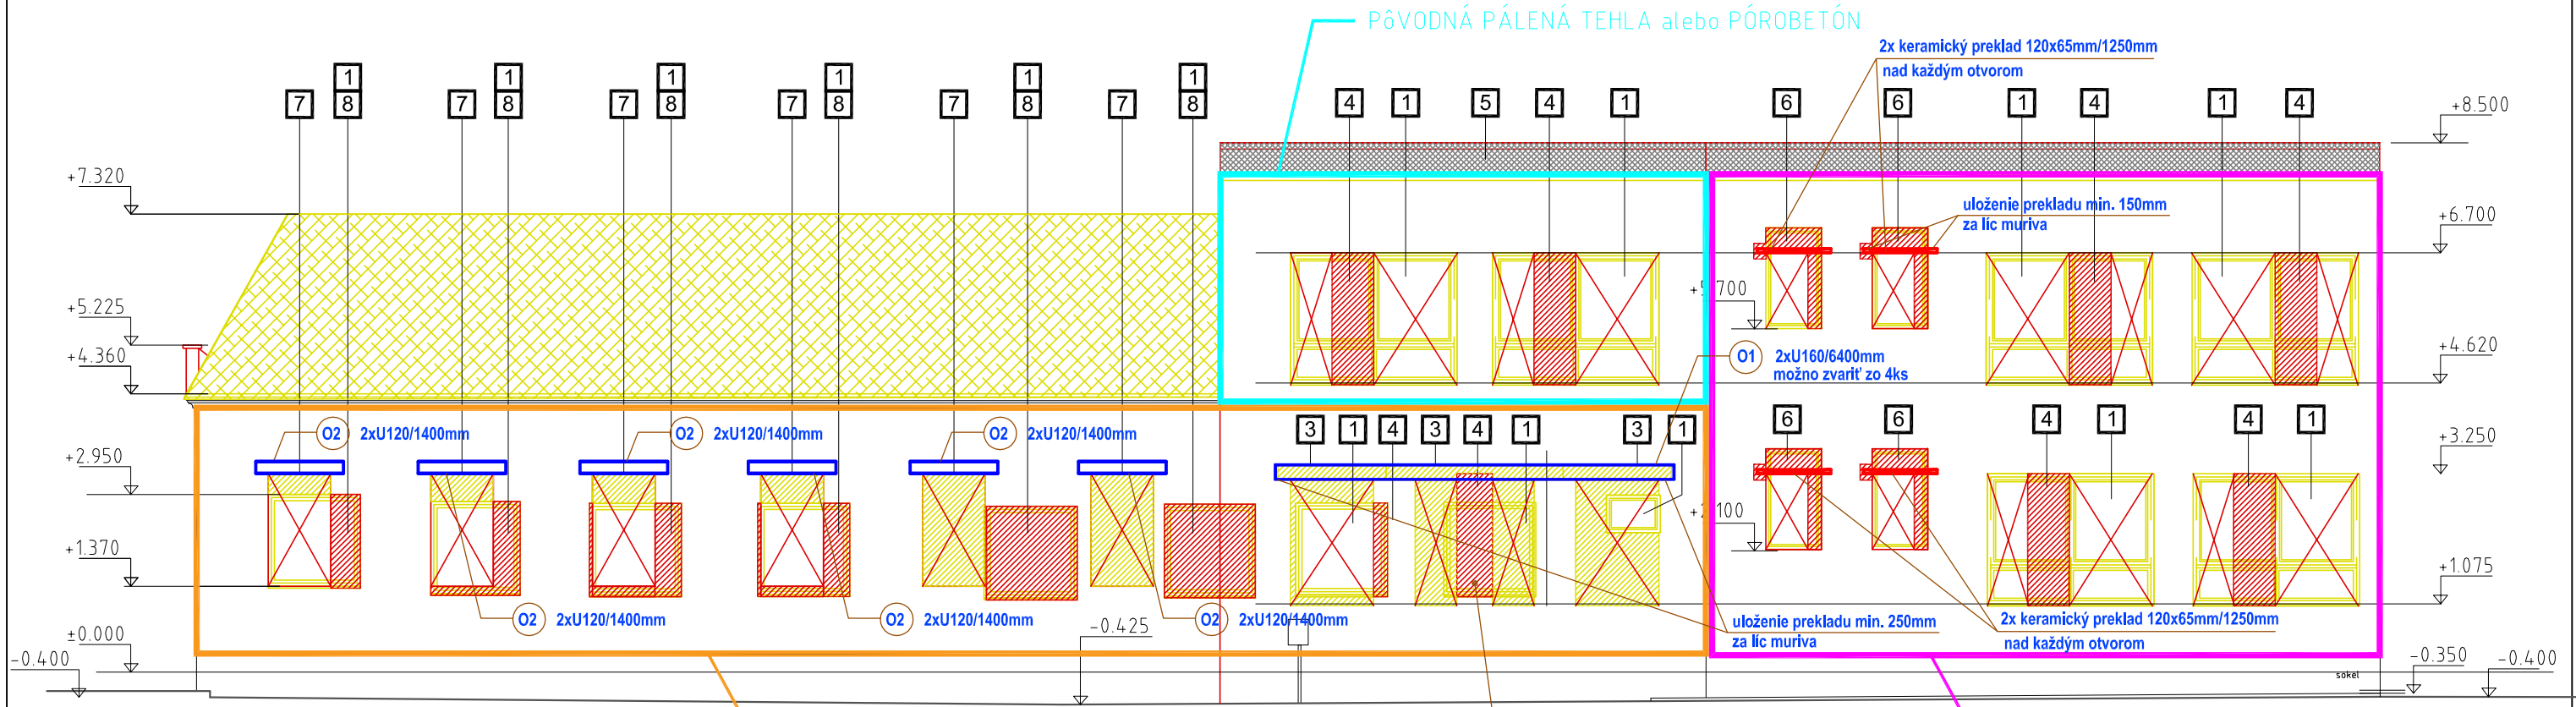 PôVODNÁ PÁLENÁ TEHLA alebo PÓROBETÓN
2x keramický preklad 120x65mm/1250mm
nad každým otvorom
1 1 1 1 1 1
7 8 7 8 7 8 7 8 7 8 7 8
4 1 5 4 1 6 6 1 4 1 4
+8.500
+7.320
uloženie prekladu min. 150mm
za líc muriva
+6.700
+5.225
+4.360
O1 2xU160/6400mm
možno zvariť zo 4ks
+4.620
O2 2xU120/1400mm
O2 2xU120/1400mm
O2 2xU120/1400mm
3 1 4 3 4 1 3 1
6 6 4 1 4 1
+2.950
+3.250
+1.370
+1.075
O2 2xU120/1400mm
O2 2xU120/1400mm
O2 2xU120/1400mm
uloženie prekladu min. 250mm
za líc muriva
2x keramický preklad 120x65mm/1250mm
nad každým otvorom
±0.000
-0.425
-0.400
-0.350
-0.400
sokel